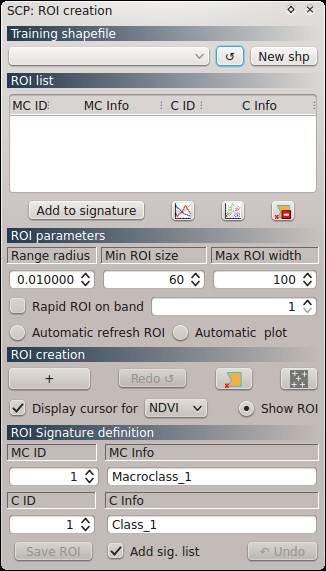 SCP: ROI creation
Training shapefile
New shp
ROI list
MC ID MC Info C ID C Info
Add to signature
ROI parameters
Range radius Min ROI size Max ROI width
0.010000 60 100
Rapid ROI on band 1
Automatic refresh ROI Automatic plot
ROI creation
+ Redo ↺
Display cursor for NDVI Show ROI
ROI Signature definition
MC ID MC Info
1 Macroclass_1
C ID C Info
1 Class_1
Save ROI Add sig. list ↶ Undo